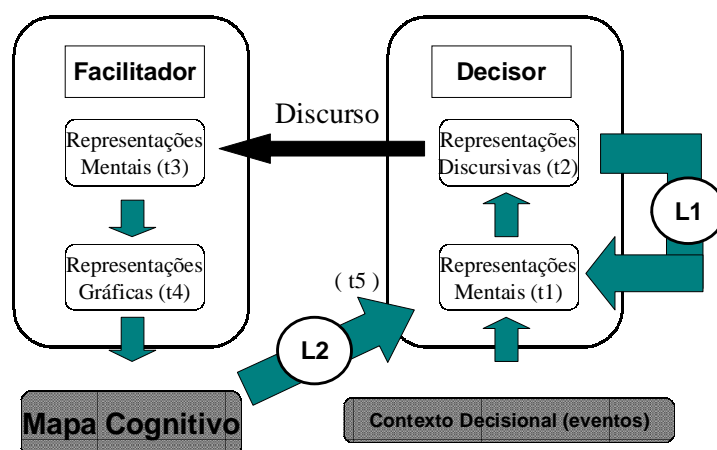 Facilitador
Decisor
Discurso
Representações
Mentais (t3)
Representações
Discursivas (t2)
L1
Representações
Gráficas (t4)
( t5 )
Representações
Mentais (t1)
L2
Mapa Cognitivo
Contexto Decisional (eventos)